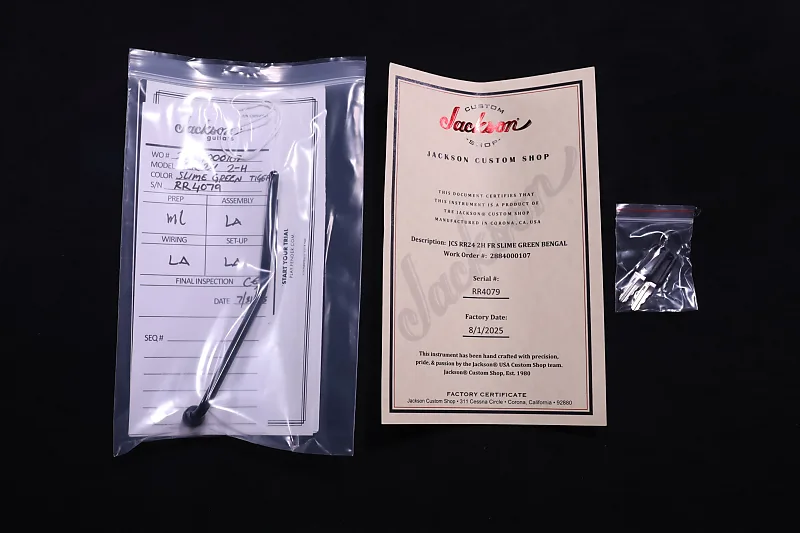 Jackson
guitars
WO #
MODEL 2-H
COLOR SLIME GREEN TIGER
S/N RR4079
PREP ASSEMBLY
ML LA
WIRING SET-UP
LA LA
FINAL INSPECTION
DATE
SEQ #
START YOUR TRIAL
PLAY.FENDER.COM
CUSTOM
Jackson
SHOP
JACKSON CUSTOM SHOP
THIS DOCUMENT CERTIFIES THAT
THIS INSTRUMENT IS A PRODUCT OF
THE JACKSON® CUSTOM SHOP
MANUFACTURED IN CORONA, CA, USA
Description: JCS RR24 2H FR SLIME GREEN BENGAL
Work Order #: 2884000107
Serial #:
RR4079
Factory Date:
8/1/2025
This instrument has been hand crafted with precision,
pride, & passion by the Jackson® USA Custom Shop team.
Jackson® Custom Shop, Est. 1980
FACTORY CERTIFICATE
Jackson Custom Shop • 311 Cessna Circle • Corona, California • 92880
Jackson